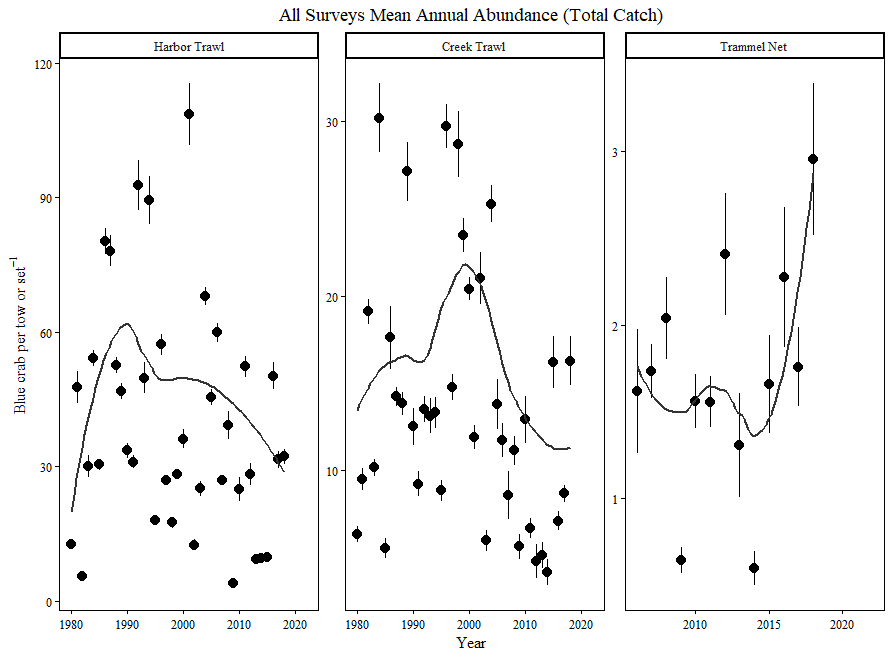 All Surveys Mean Annual Abundance (Total Catch)
Harbor Trawl
Creek Trawl
Trammel Net
Blue crab per tow or set⁻¹
120
90
60
30
0
30
20
10
3
2
1
1980 1990 2000 2010 2020
1980 1990 2000 2010 2020
2010 2015 2020
Year